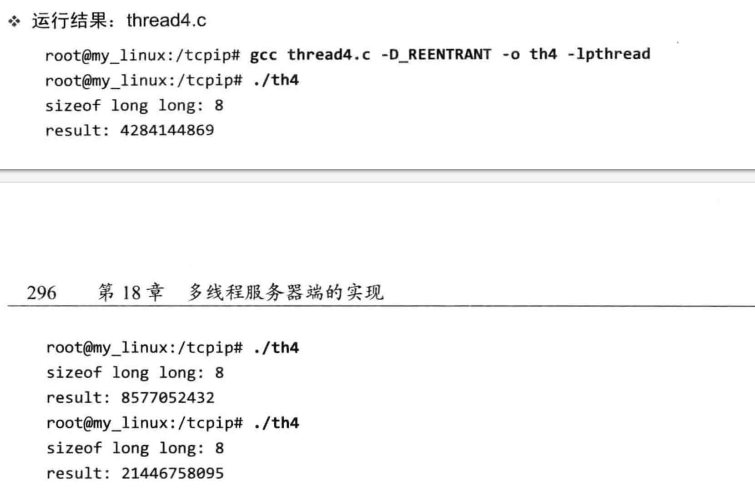 ❖ 运行结果：thread4.c
root@my_linux:/tcpip# gcc thread4.c -D_REENTRANT -o th4 -lpthread
root@my_linux:/tcpip# ./th4
sizeof long long: 8
result: 4284144869
296 第 18 章 多线程服务器端的实现
root@my_linux:/tcpip# ./th4
sizeof long long: 8
result: 8577052432
root@my_linux:/tcpip# ./th4
sizeof long long: 8
result: 21446758095